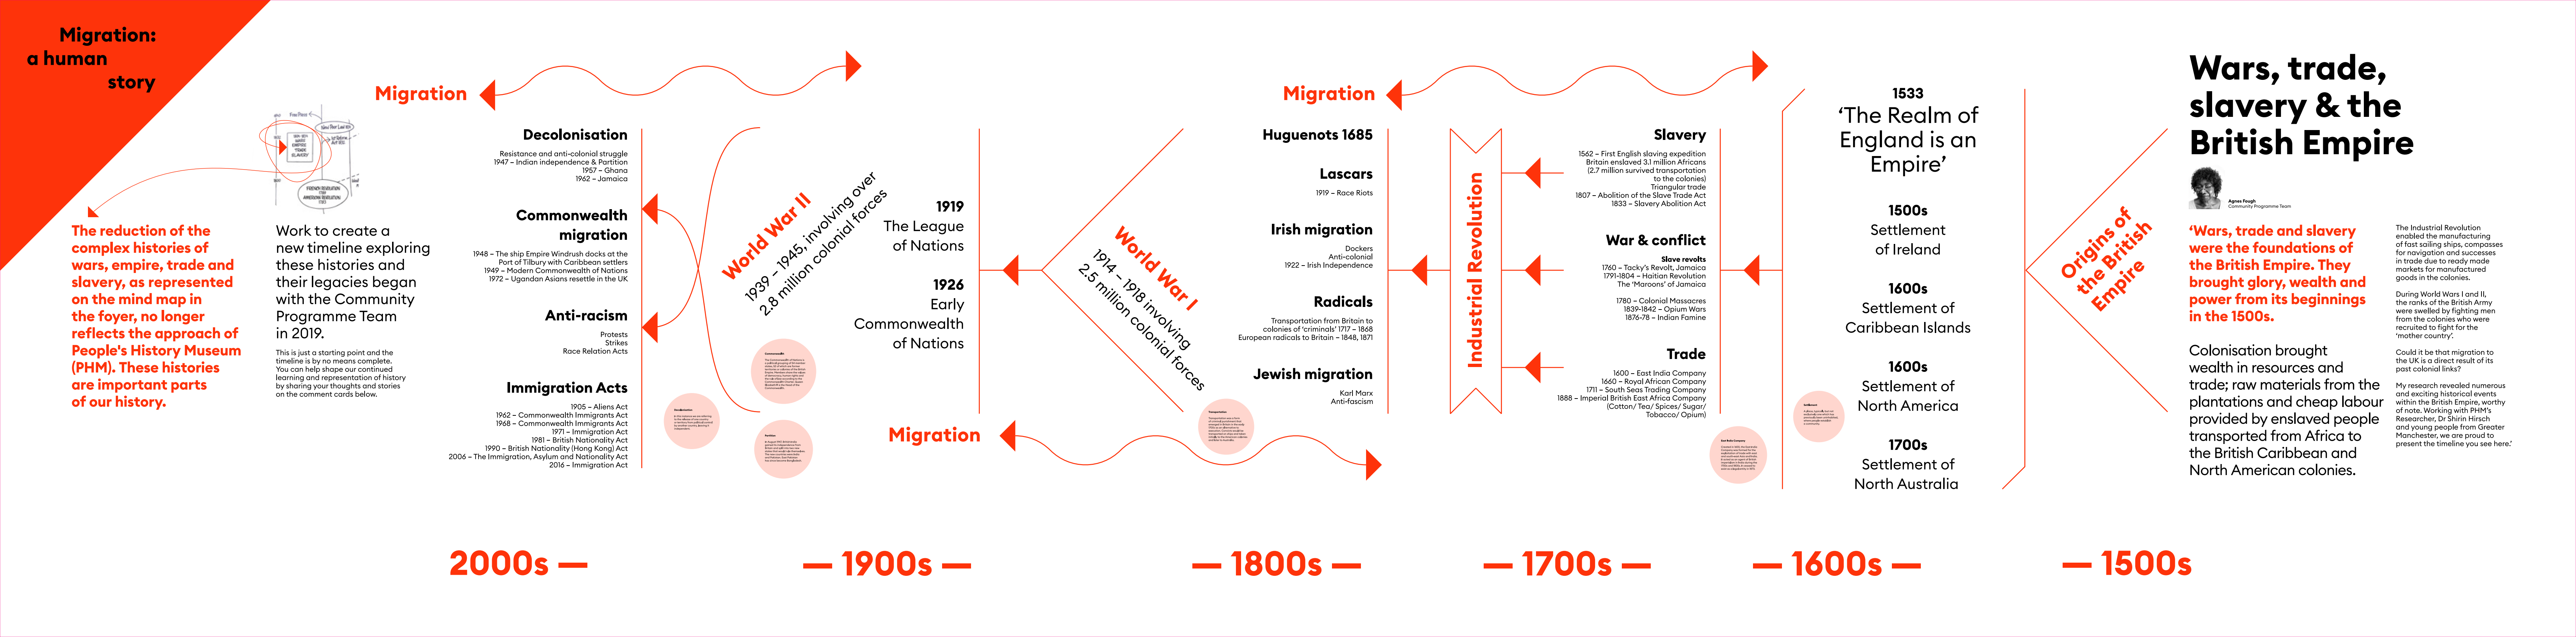 Migration:
a human
story
The reduction of the
complex histories of
wars, empire, trade and
slavery, as represented
on the mind map in
the foyer, no longer
reflects the approach of
People's History Museum
(PHM). These histories
are important parts
of our history.
Work to create a
new timeline exploring
these histories and
their legacies began
with the Community
Programme Team
in 2019.
This is just a starting point and the
timeline is by no means complete.
You can help shape our continued
learning and representation of history
by sharing your thoughts and stories
on the comment cards below.
Migration
Decolonisation
Resistance and anti-colonial struggle
1947 – Indian independence & Partition
1957 – Ghana
1962 – Jamaica
Commonwealth
migration
1948 – The ship Empire Windrush docks at the
Port of Tilbury with Caribbean settlers
1949 – Modern Commonwealth of Nations
1972 – Ugandan Asians resettle in the UK
Anti-racism
Protests
Strikes
Race Relation Acts
Immigration Acts
1905 – Aliens Act
1962 – Commonwealth Immigrants Act
1968 – Commonwealth Immigrants Act
1971 – Immigration Act
1981 – British Nationality Act
1990 – British Nationality (Hong Kong) Act
2006 – The Immigration, Asylum and Nationality Act
2016 – Immigration Act
World War II
1939 – 1945, involving over
2.8 million colonial forces
Commonwealth
Decolonisation
Partition
1919
The League
of Nations
1926
Early
Commonwealth
of Nations
Migration
World War I
1914 – 1918 involving
2.5 million colonial forces
Transportation
Migration
Huguenots 1685
Lascars
1919 – Race Riots
Irish migration
Dockers
Anti-colonial
1922 – Irish Independence
Radicals
Transportation from Britain to
colonies of ‘criminals’ 1717 – 1868
European radicals to Britain – 1848, 1871
Jewish migration
Karl Marx
Anti-fascism
Industrial Revolution
Slavery
1562 – First English slaving expedition
Britain enslaved 3.1 million Africans
(2.7 million survived transportation
to the colonies)
Triangular trade
1807 – Abolition of the Slave Trade Act
1833 – Slavery Abolition Act
War & conflict
Slave revolts
1760 – Tacky's Revolt, Jamaica
1791-1804 – Haitian Revolution
The ‘Maroons’ of Jamaica
1780 – Colonial Massacres
1839-1842 – Opium Wars
1876-78 – Indian Famine
Trade
1600 – East India Company
1660 – Royal African Company
1711 – South Seas Trading Company
1888 – Imperial British East Africa Company
(Cotton/ Tea/ Spices/ Sugar/
Tobacco/ Opium)
East India Company
Settlement
1533
‘The Realm of
England is an
Empire’
1500s
Settlement
of Ireland
1600s
Settlement of
Caribbean Islands
1600s
Settlement of
North America
1700s
Settlement of
North Australia
Origins of
the British
Empire
Wars, trade,
slavery & the
British Empire
Agnes Fough
Community Programme Team
‘Wars, trade and slavery
were the foundations of
the British Empire. They
brought glory, wealth and
power from its beginnings
in the 1500s.
Colonisation brought
wealth in resources and
trade; raw materials from the
plantations and cheap labour
provided by enslaved people
transported from Africa to
the British Caribbean and
North American colonies.
The Industrial Revolution
enabled the manufacturing
of fast sailing ships, compasses
for navigation and successes
in trade due to ready made
markets for manufactured
goods in the colonies.
During World Wars I and II,
the ranks of the British Army
were swelled by fighting men
from the colonies who were
recruited to fight for the
‘mother country’.
Could it be that migration to
the UK is a direct result of its
past colonial links?
My research revealed numerous
and exciting historical events
within the British Empire, worthy
of note. Working with PHM's
Researcher, Dr Shirin Hirsch
and young people from Greater
Manchester, we are proud to
present the timeline you see here.’
2000s —
— 1900s —
— 1800s —
— 1700s —
— 1600s —
— 1500s